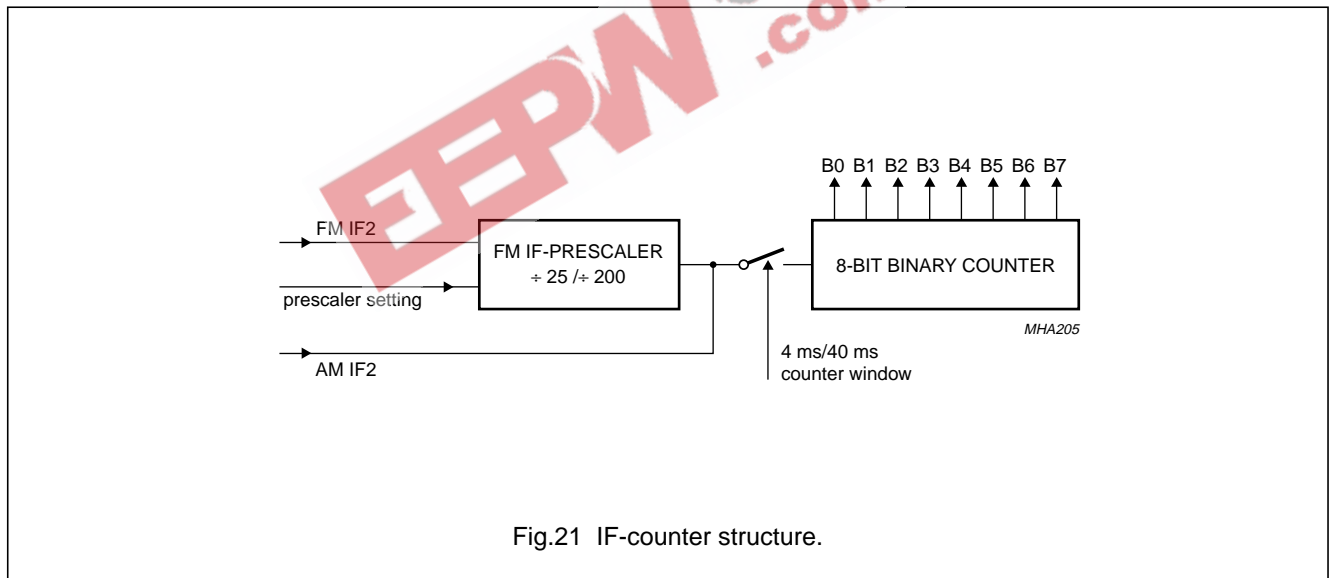 EEPW
.com
B0 B1 B2 B3 B4 B5 B6 B7
FM IF2
FM IF-PRESCALER
÷ 25 /÷ 200
8-BIT BINARY COUNTER
prescaler setting
MHA205
AM IF2
4 ms/40 ms
counter window
Fig.21 IF-counter structure.